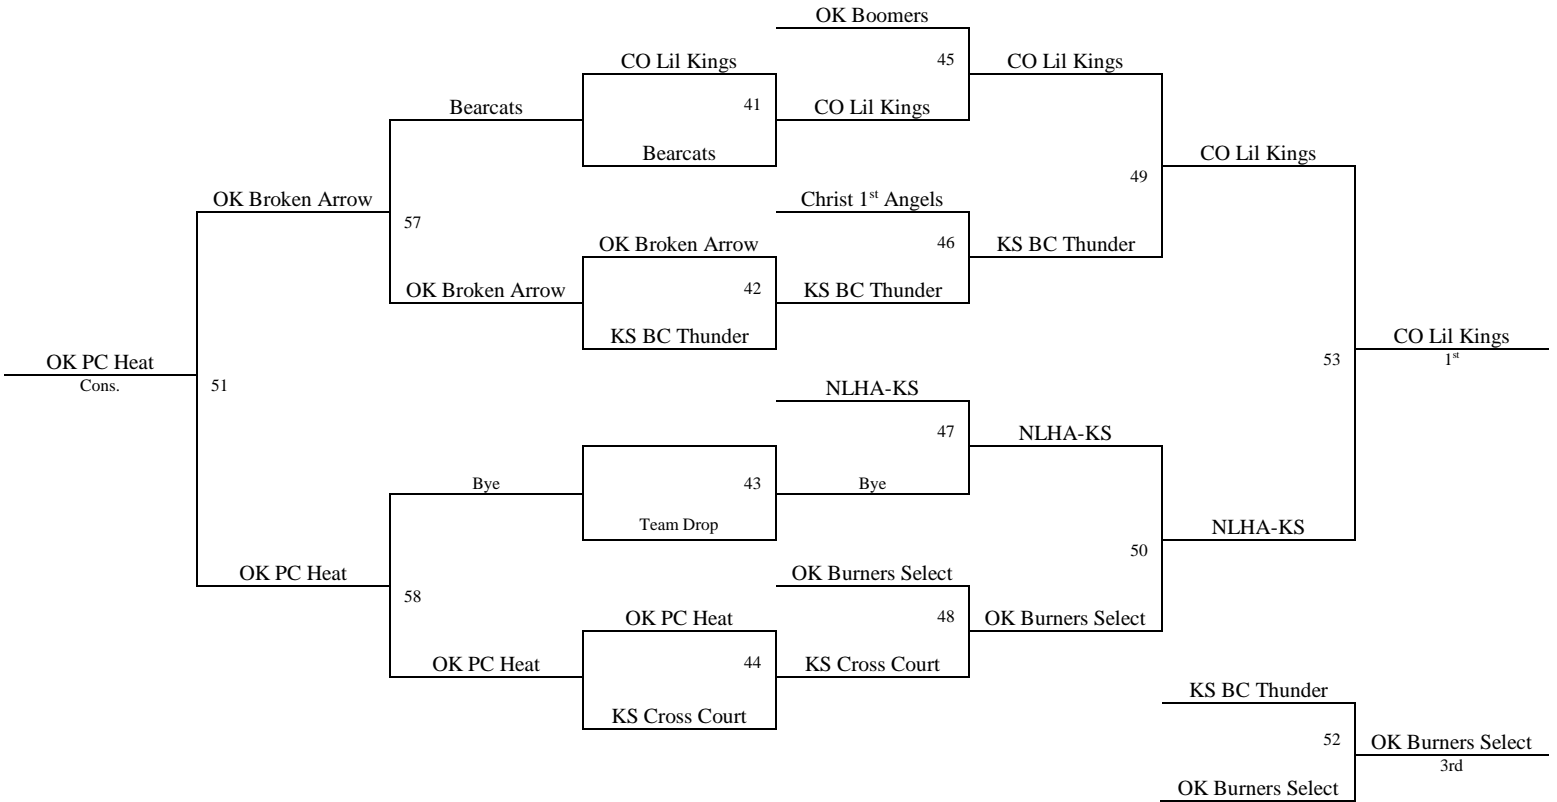 OK Boomers
CO Lil Kings
45
CO Lil Kings
Bearcats
41
CO Lil Kings
Bearcats
CO Lil Kings
49
OK Broken Arrow
Christ 1st Angels
57
OK Broken Arrow
46
KS BC Thunder
OK Broken Arrow
42
KS BC Thunder
KS BC Thunder
CO Lil Kings
1st
53
OK PC Heat
Cons.
51
NLHA-KS
47
NLHA-KS
Bye
43
Bye
Team Drop
NLHA-KS
50
OK PC Heat
OK Burners Select
58
OK PC Heat
48
OK Burners Select
OK PC Heat
44
KS Cross Court
KS Cross Court
KS BC Thunder
52
OK Burners Select
3rd
OK Burners Select